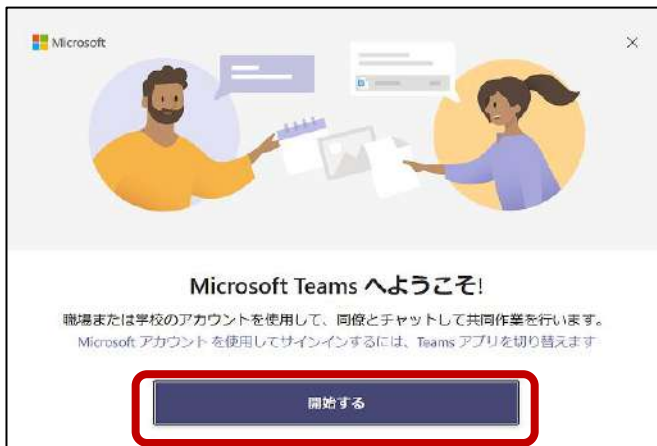 Microsoft
Microsoft Teams へようこそ!
職場または学校のアカウントを使用して、同僚とチャットして共同作業を行います。
Microsoft アカウント を使用してサインインするには、Teams アプリを切り替えます
開始する